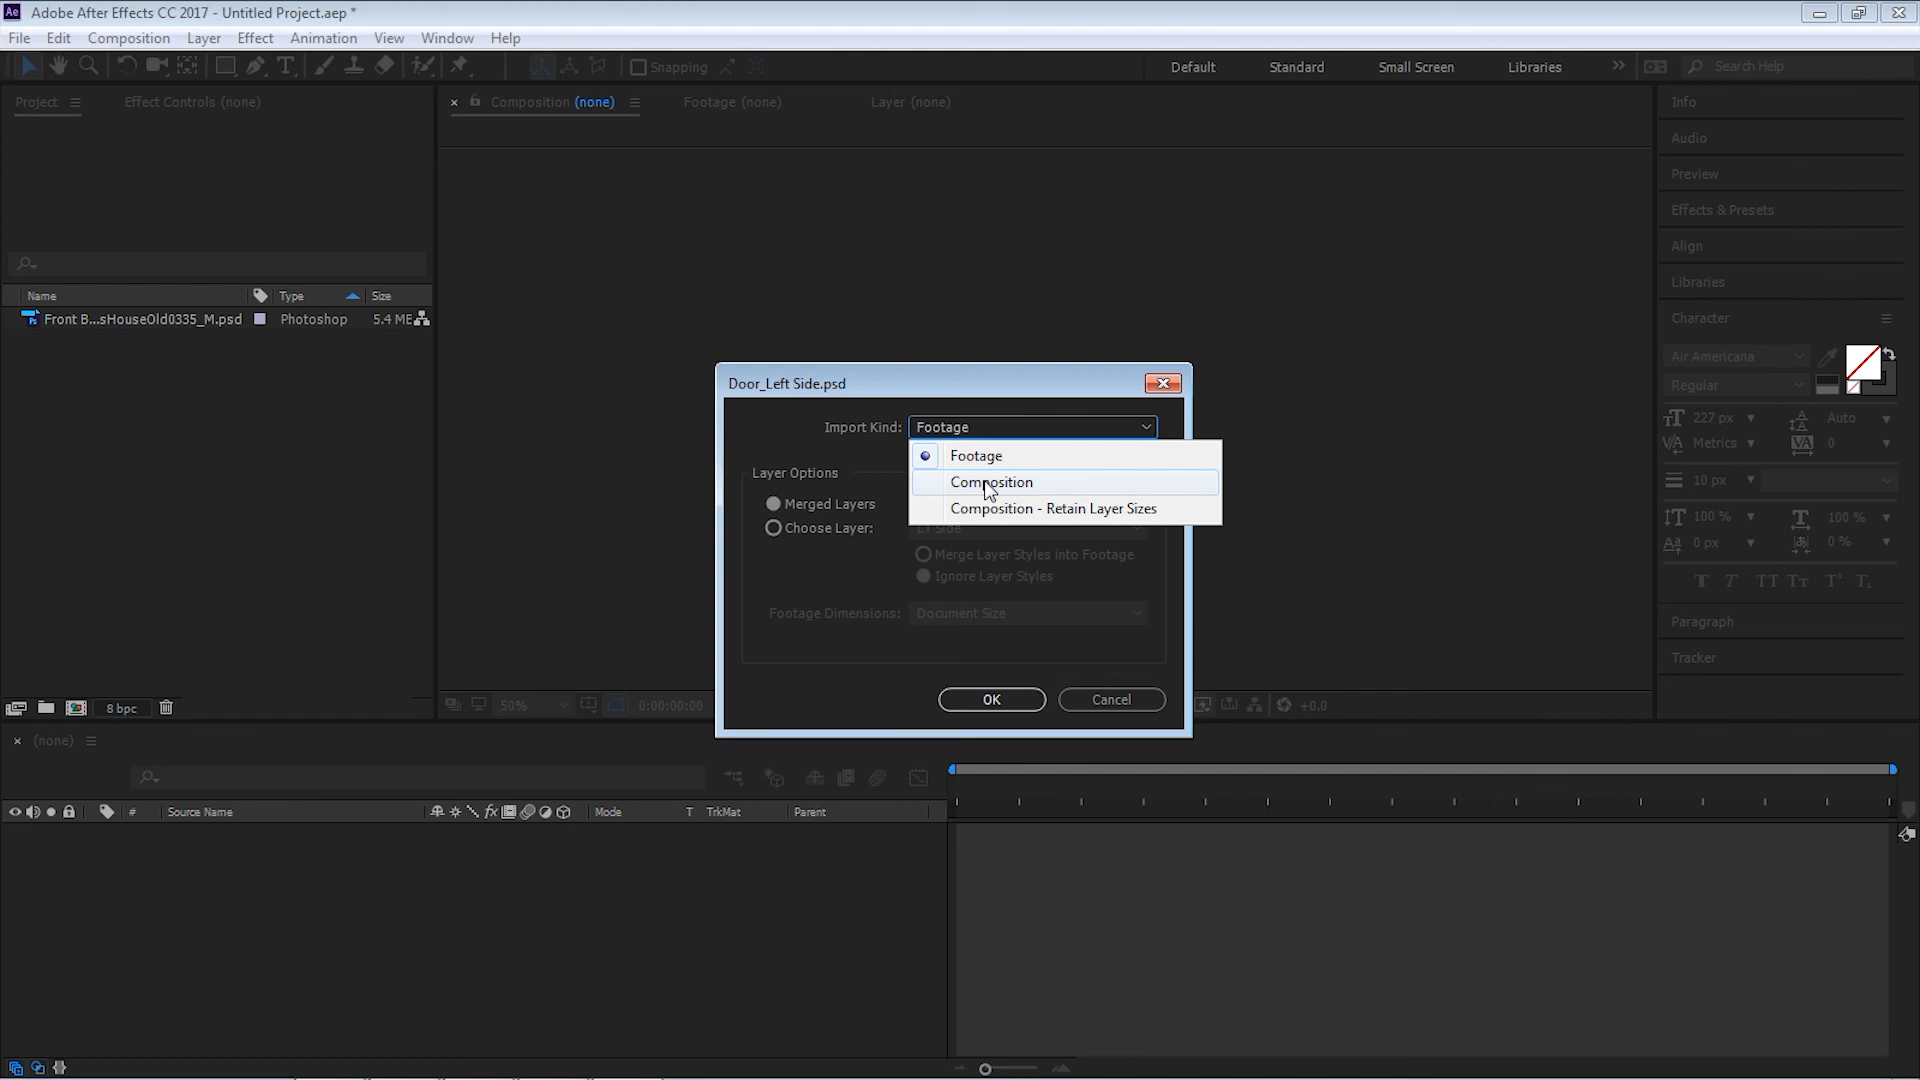 Ae Adobe After Effects CC 2017 - Untitled Project.aep *
File Edit Composition Layer Effect Animation View Window Help
Snapping Default Standard Small Screen Libraries Search Help
Project Effect Controls (none) Composition (none) Footage (none) Layer (none)
Info
Audio
Preview
Effects & Presets
Align
Libraries
Character
Air Americana
Regular
227 px Auto
Metrics 0
10 px
100 % 100 %
0 px 0 %
Paragraph
Tracker
Name Type Size
Front B...sHouseOld0335_M.psd Photoshop 5.4 ME
Door_Left Side.psd
Import Kind: Footage
Footage
Composition
Composition - Retain Layer Sizes
Layer Options
Merged Layers
Choose Layer: LT Side
Merge Layer Styles into Footage
Ignore Layer Styles
Footage Dimensions: Document Size
OK Cancel
8 bpc 50% 0:00:00:00 +0.0
(none)
# Source Name fx Mode T TrkMat Parent